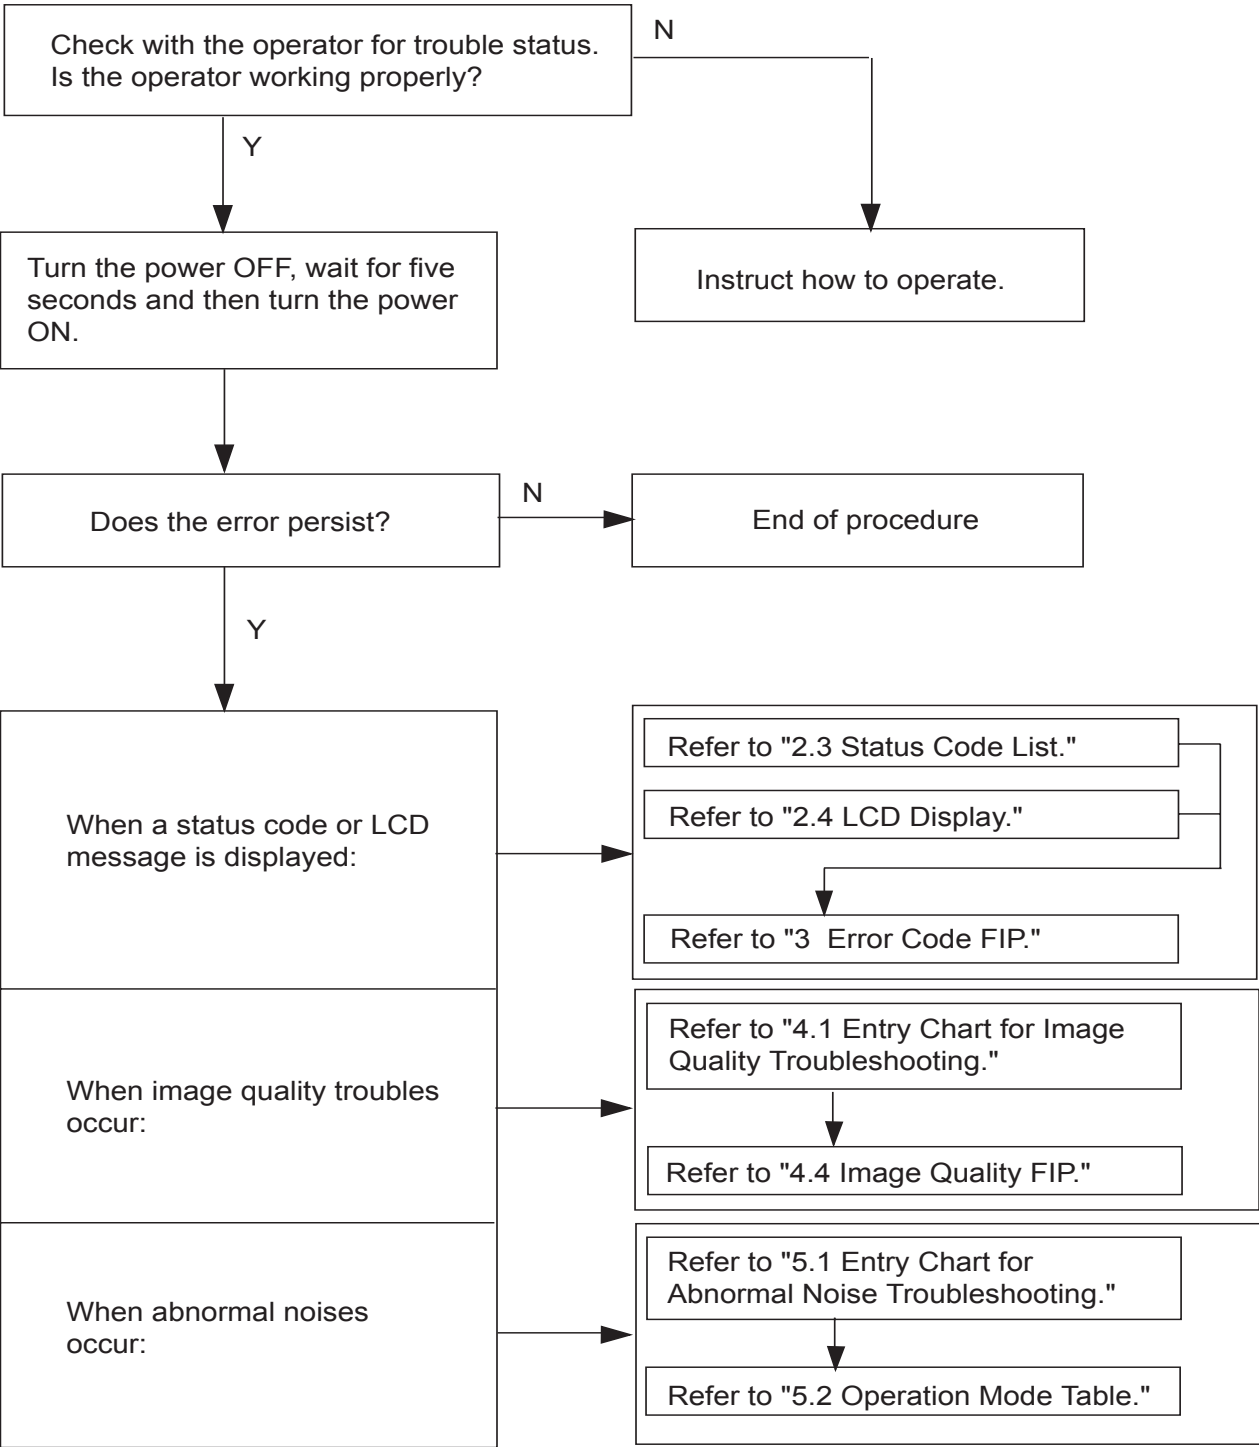 Check with the operator for trouble status.
Is the operator working properly?
N
Y
Turn the power OFF, wait for five
seconds and then turn the power
ON.
Instruct how to operate.
Does the error persist?
N
End of procedure
Y
When a status code or LCD
message is displayed:
Refer to "2.3 Status Code List."
Refer to "2.4 LCD Display."
Refer to "3  Error Code FIP."
When image quality troubles
occur:
Refer to "4.1 Entry Chart for Image
Quality Troubleshooting."
Refer to "4.4 Image Quality FIP."
When abnormal noises
occur:
Refer to "5.1 Entry Chart for
Abnormal Noise Troubleshooting."
Refer to "5.2 Operation Mode Table."